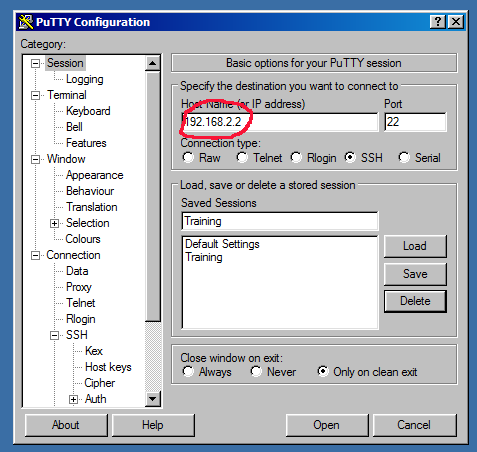 PuTTY Configuration
Category:
Session
Logging
Terminal
Keyboard
Bell
Features
Window
Appearance
Behaviour
Translation
Selection
Colours
Connection
Data
Proxy
Telnet
Rlogin
SSH
Kex
Host keys
Cipher
Auth
Basic options for your PuTTY session
Specify the destination you want to connect to
Host Name (or IP address) Port
192.168.2.2 22
Connection type:
Raw Telnet Rlogin SSH Serial
Load, save or delete a stored session
Saved Sessions
Training
Default Settings
Training
Load
Save
Delete
Close window on exit:
Always Never Only on clean exit
About Help Open Cancel